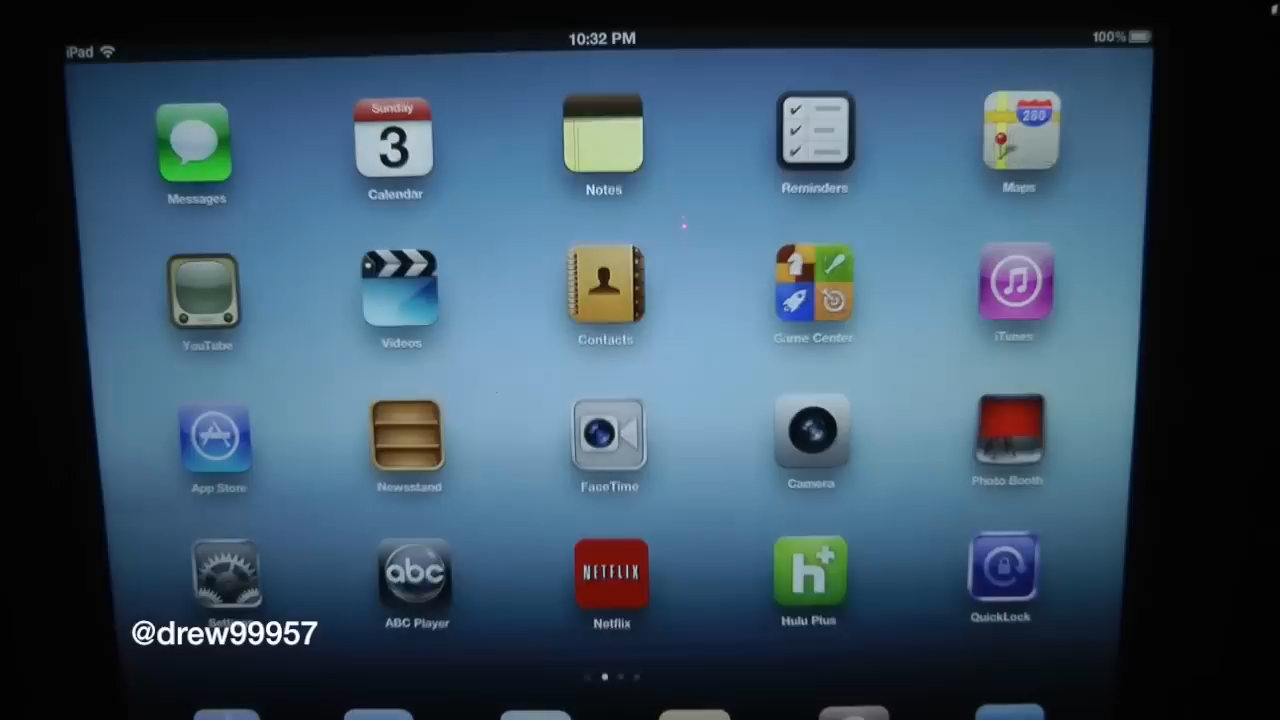 iPad
10:32 PM
100%
Sunday
3
280
Messages
Calendar
Notes
Reminders
Maps
YouTube
Videos
Contacts
Game Center
iTunes
App Store
Newsstand
FaceTime
Camera
Photo Booth
abc
NETFLIX
h+
Settings
ABC Player
Netflix
Hulu Plus
QuickLock
@drew99957